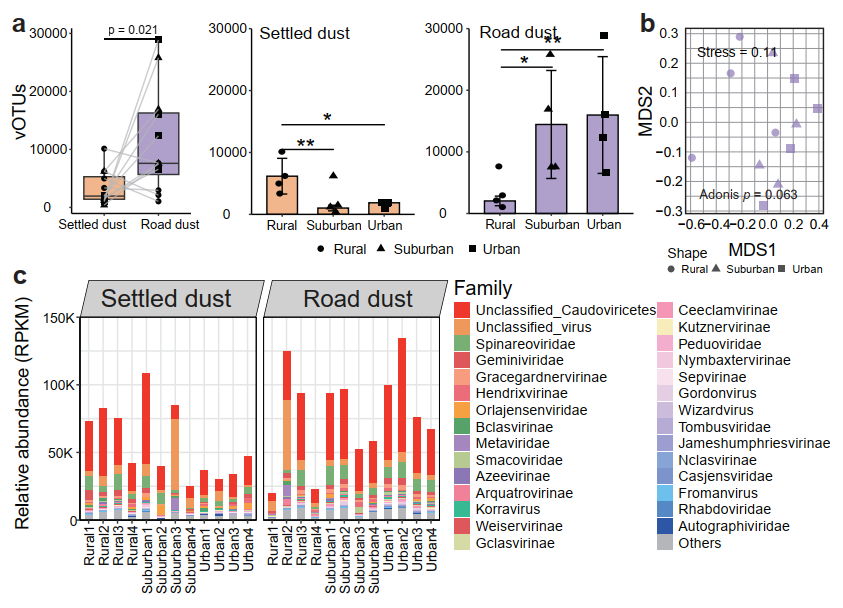 a
vOTUs
30000
20000
10000
0
p = 0.021
Settled dust
Road dust
30000
20000
10000
0
Settled dust
*
**
Rural
Suburban
Urban
30000
20000
10000
0
Road dust
**
*
Rural
Suburban
Urban
Rural
Suburban
Urban
b
MDS2
0.3
0.2
0.1
0.0
−0.1
−0.2
−0.3
Stress = 0.11
Adonis p = 0.063
−0.6
−0.4
−0.2
0.0
0.2
0.4
MDS1
Shape
Rural
Suburban
Urban
c
Relative abundance (RPKM)
150K
100K
50K
0
Settled dust
Road dust
Rural1
Rural2
Rural3
Rural4
Suburban1
Suburban2
Suburban3
Suburban4
Urban1
Urban2
Urban3
Urban4
Rural1
Rural2
Rural3
Rural4
Suburban1
Suburban2
Suburban3
Suburban4
Urban1
Urban2
Urban3
Urban4
Family
Unclassified_Caudoviricetes
Unclassified_virus
Spinareoviridae
Geminiviridae
Gracegardnervirinae
Hendrixvirinae
Orlajensenviridae
Bclasvirinae
Metaviridae
Smacoviridae
Azeevirinae
Arquatrovirinae
Korravirus
Weiservirinae
Gclasvirinae
Ceeclamvirinae
Kutznervirinae
Peduoviridae
Nymbaxtervirinae
Sepvirinae
Gordonvirus
Wizardvirus
Tombusviridae
Jameshumphriesvirinae
Nclasvirinae
Casjensviridae
Fromanvirus
Rhabdoviridae
Autographiviridae
Others